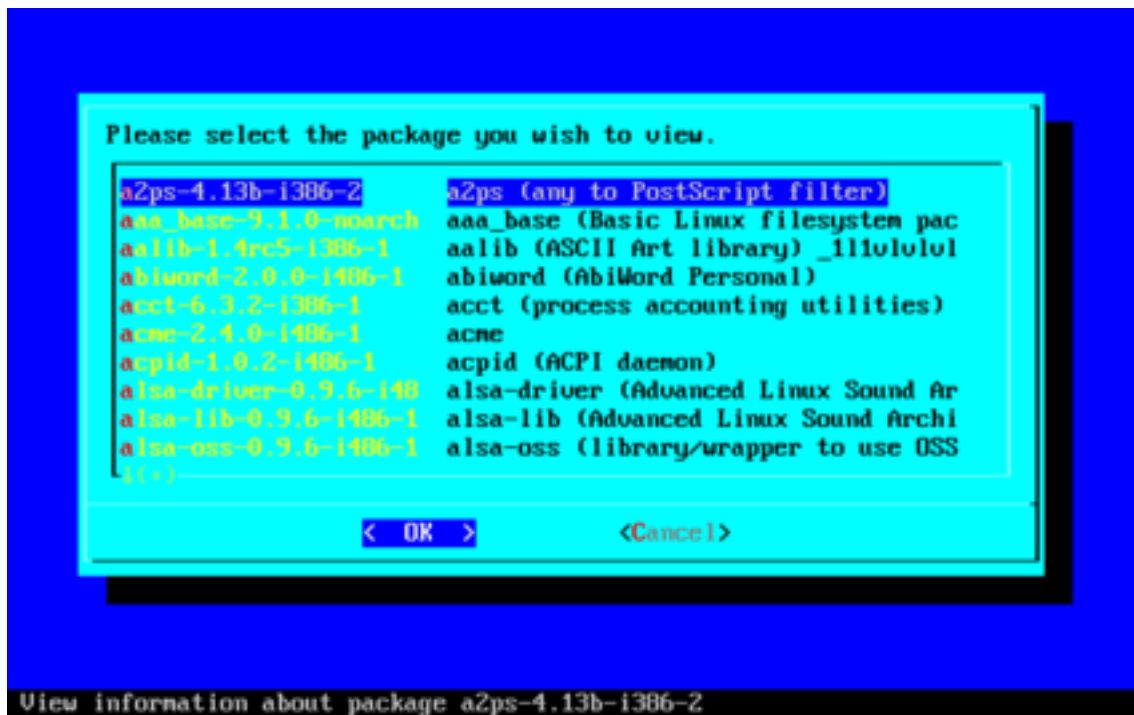 Please select the package you wish to view.
a2ps-4.13b-i386-2 a2ps (any to PostScript filter)
aaa_base-9.1.0-noarch aaa_base (Basic Linux filesystem pac
aalib-1.4rc5-i386-1 aalib (ASCII Art library) _1l1vlvlvl
abiword-2.0.0-i486-1 abiword (AbiWord Personal)
acct-6.3.2-i386-1 acct (process accounting utilities)
acme-2.4.0-i486-1 acme
acpid-1.0.2-i486-1 acpid (ACPI daemon)
alsa-driver-0.9.6-i48 alsa-driver (Advanced Linux Sound Ar
alsa-lib-0.9.6-i486-1 alsa-lib (Advanced Linux Sound Archi
alsa-oss-0.9.6-i486-1 alsa-oss (library/wrapper to use OSS
↓(+)
< OK > <Cancel>
View information about package a2ps-4.13b-i386-2